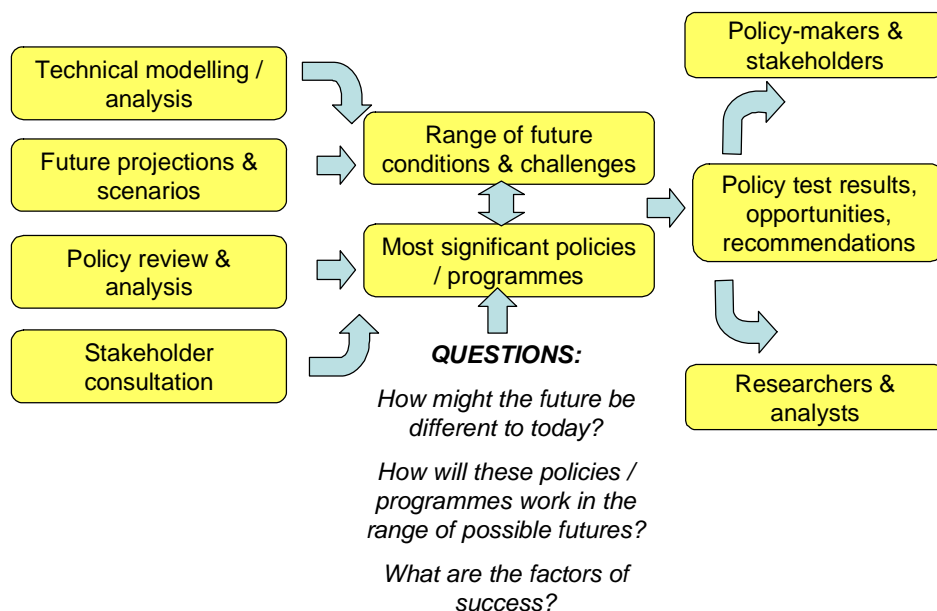 Technical modelling /
analysis
Future projections &
scenarios
Policy review &
analysis
Stakeholder
consultation
Range of future
conditions & challenges
Most significant policies
/ programmes
QUESTIONS:
How might the future be
different to today?
How will these policies /
programmes work in the
range of possible futures?
What are the factors of
success?
Policy-makers &
stakeholders
Policy test results,
opportunities,
recommendations
Researchers &
analysts